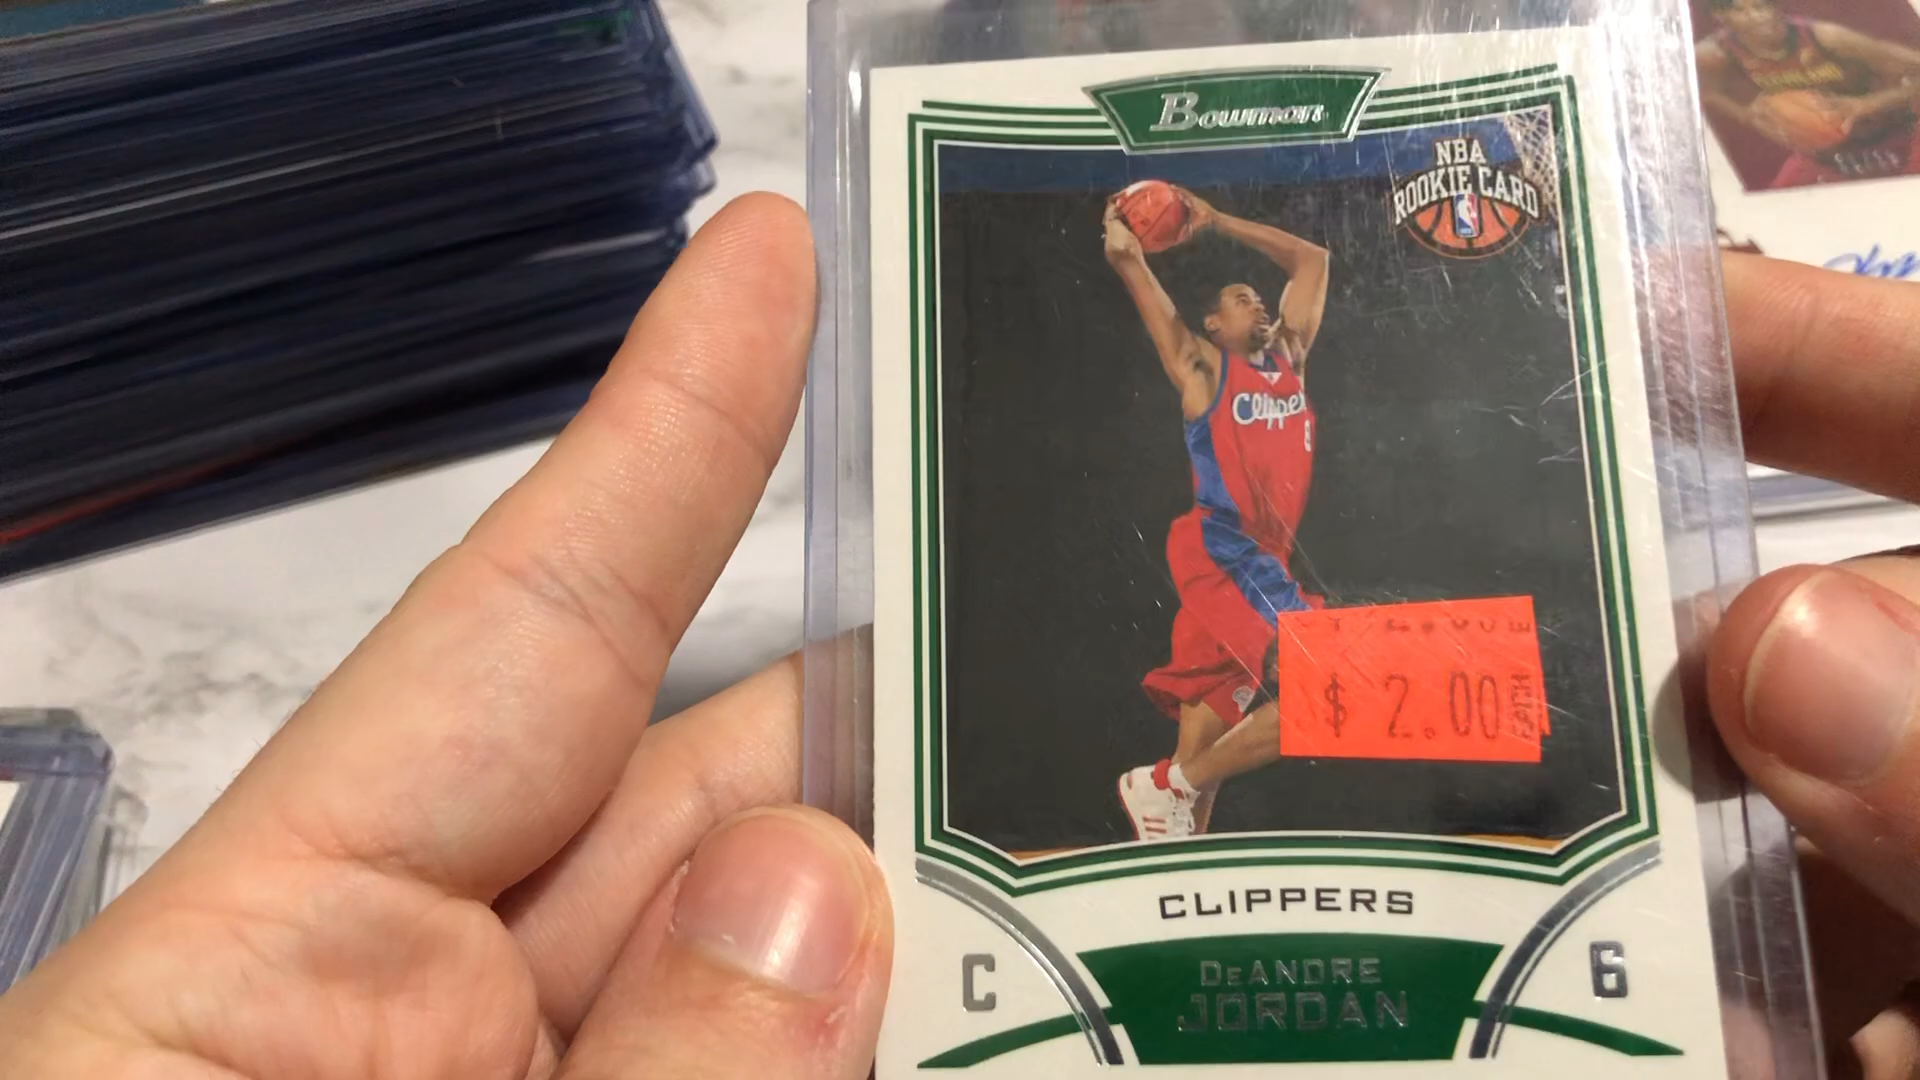 Bowman
NBA
ROOKIE CARD
Clippers
$ 2.00
CLIPPERS
C
DeANDRE
JORDAN
6